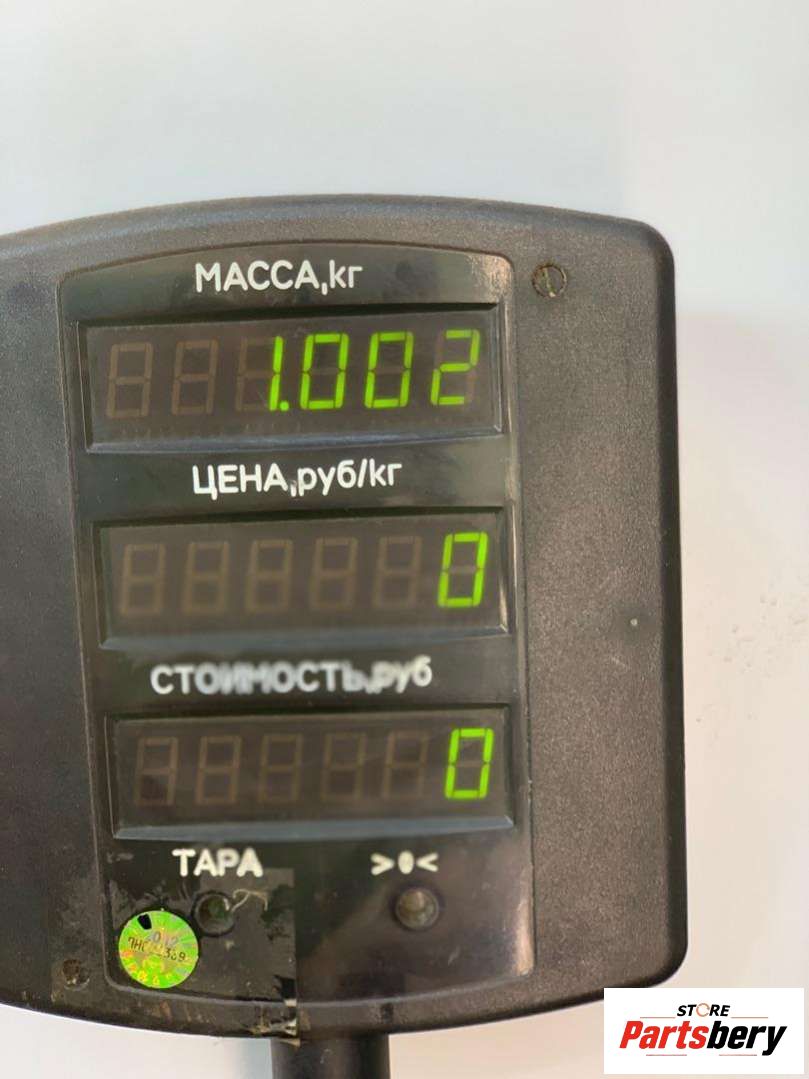 МАССА,кг
1.002
ЦЕНА,руб/кг
0
СТОИМОСТЬ,руб
0
ТАРА >0<
STORE
Partsbery